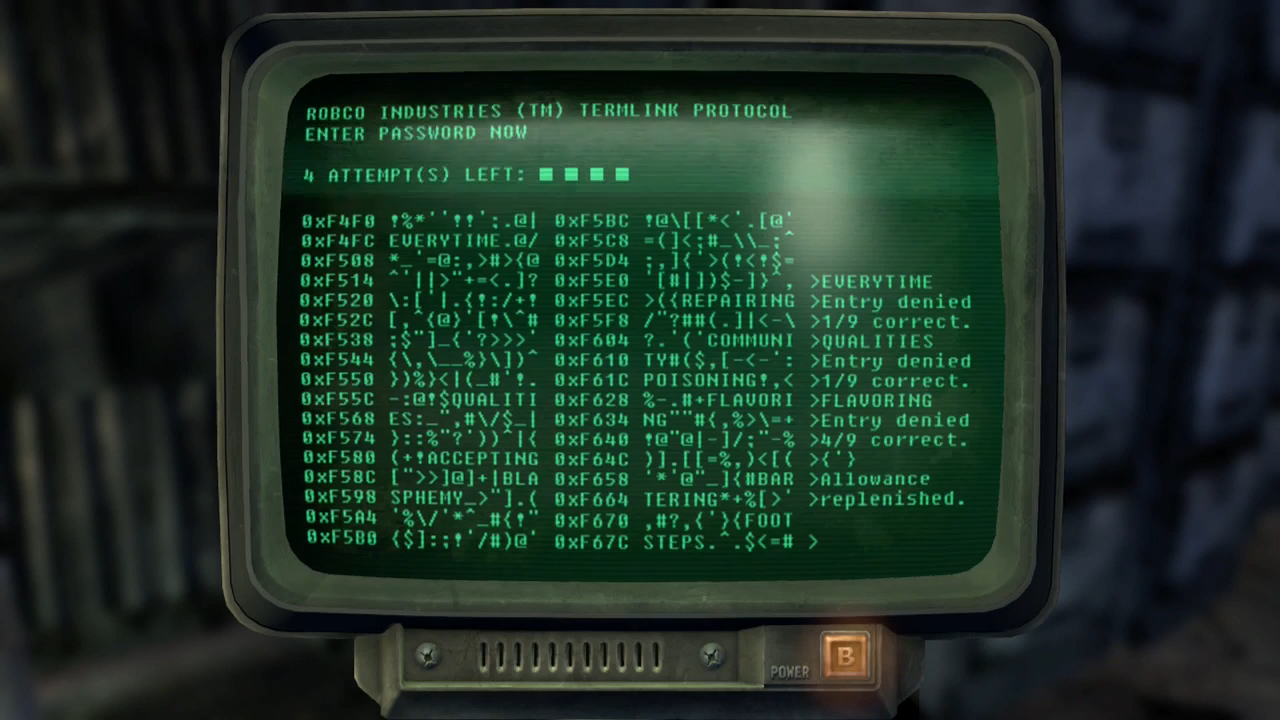 ROBCO INDUSTRIES (TM) TERMLINK PROTOCOL
ENTER PASSWORD NOW
4 ATTEMPT(S) LEFT: ■ ■ ■ ■
0xF4F0 !%*''!!';.@| 0xF5BC !@\[[*<'.[@'
0xF4FC EVERYTIME.@/ 0xF5C8 =(]<;#_\\_;^
0xF508 *_'=@:,>#>{@ 0xF5D4 ;,]{'>(!<!$=
0xF514 ^'||>"+=<.]? 0xF5E0 '[#|])$-]}^, >EVERYTIME
0xF520 \:['|.{!:/+! 0xF5EC >({REPAIRING >Entry denied
0xF52C [,^{@}'[!\^# 0xF5F8 /"?##(.]|<-\ >1/9 correct.
0xF538 ;$"]_{'?>>>' 0xF604 ?.'('COMMUNI >QUALITIES
0xF544 {\,\__%}\])^ 0xF610 TY#($,[-<-': >Entry denied
0xF550 })%}<|(_#'!. 0xF61C POISONING!,< >1/9 correct.
0xF55C -:@!$QUALITI 0xF628 %-.#+FLAVORI >FLAVORING
0xF568 ES:_",#\/$_| 0xF634 NG""#{,%>\=+ >Entry denied
0xF574 }::%"?'))^|{ 0xF640 !@"@|-]/;"-% >4/9 correct.
0xF580 (+!ACCEPTING 0xF64C )].[[=%,)<[( >{'}
0xF58C [">>]@]+|BLA 0xF658 '*'@"_]{#BAR >Allowance
0xF598 SPHEMY_>"].( 0xF664 TERING*+%[>' >replenished.
0xF5A4 '%\/'*^_#{!" 0xF670 ,#?,{'}{FOOT
0xF5B0 {$]:;!'/#)@' 0xF67C STEPS.^.$<=# >
POWER
B